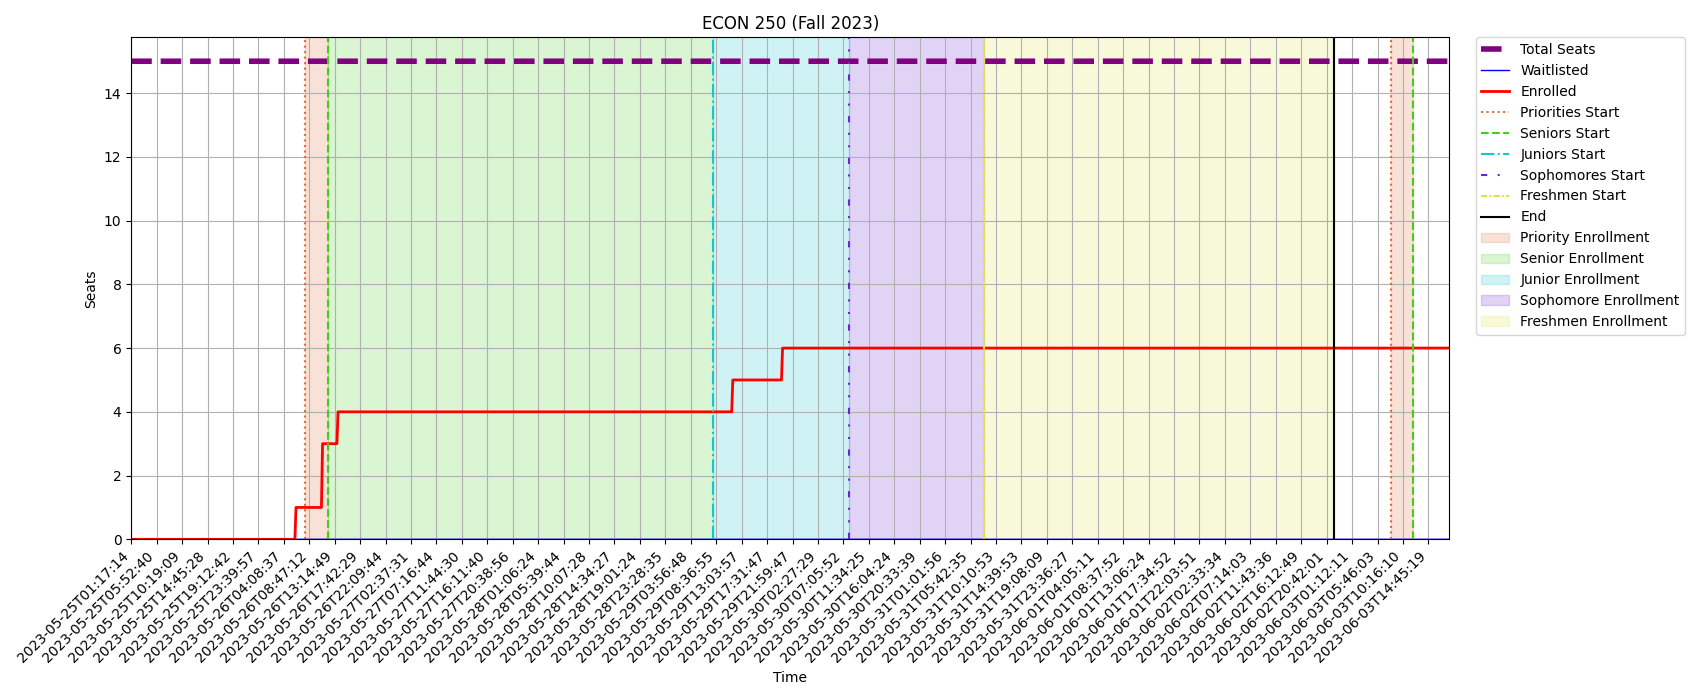 ECON 250 (Fall 2023)
Seats
14
12
10
8
6
4
2
0
2023-05-25T01:17:14
2023-05-25T05:52:40
2023-05-25T10:19:09
2023-05-25T14:45:28
2023-05-25T19:12:42
2023-05-25T23:39:57
2023-05-26T04:08:37
2023-05-26T08:47:12
2023-05-26T13:14:49
2023-05-26T17:42:29
2023-05-26T22:09:44
2023-05-27T02:37:31
2023-05-27T07:16:44
2023-05-27T11:44:30
2023-05-27T16:11:40
2023-05-27T20:38:56
2023-05-28T01:06:24
2023-05-28T05:39:44
2023-05-28T10:07:28
2023-05-28T14:34:27
2023-05-28T19:01:24
2023-05-28T23:28:35
2023-05-29T03:56:48
2023-05-29T08:36:55
2023-05-29T13:03:57
2023-05-29T17:31:47
2023-05-29T21:59:47
2023-05-30T02:27:29
2023-05-30T07:05:52
2023-05-30T11:34:25
2023-05-30T16:04:24
2023-05-30T20:33:39
2023-05-31T01:01:56
2023-05-31T05:42:35
2023-05-31T10:10:53
2023-05-31T14:39:53
2023-05-31T19:08:09
2023-05-31T23:36:27
2023-06-01T04:05:11
2023-06-01T08:37:52
2023-06-01T13:06:24
2023-06-01T17:34:52
2023-06-01T22:03:51
2023-06-02T02:33:34
2023-06-02T07:14:03
2023-06-02T11:43:36
2023-06-02T16:12:49
2023-06-02T20:42:01
2023-06-03T01:12:11
2023-06-03T05:46:03
2023-06-03T10:16:10
2023-06-03T14:45:19
Time
Total Seats
Waitlisted
Enrolled
Priorities Start
Seniors Start
Juniors Start
Sophomores Start
Freshmen Start
End
Priority Enrollment
Senior Enrollment
Junior Enrollment
Sophomore Enrollment
Freshmen Enrollment